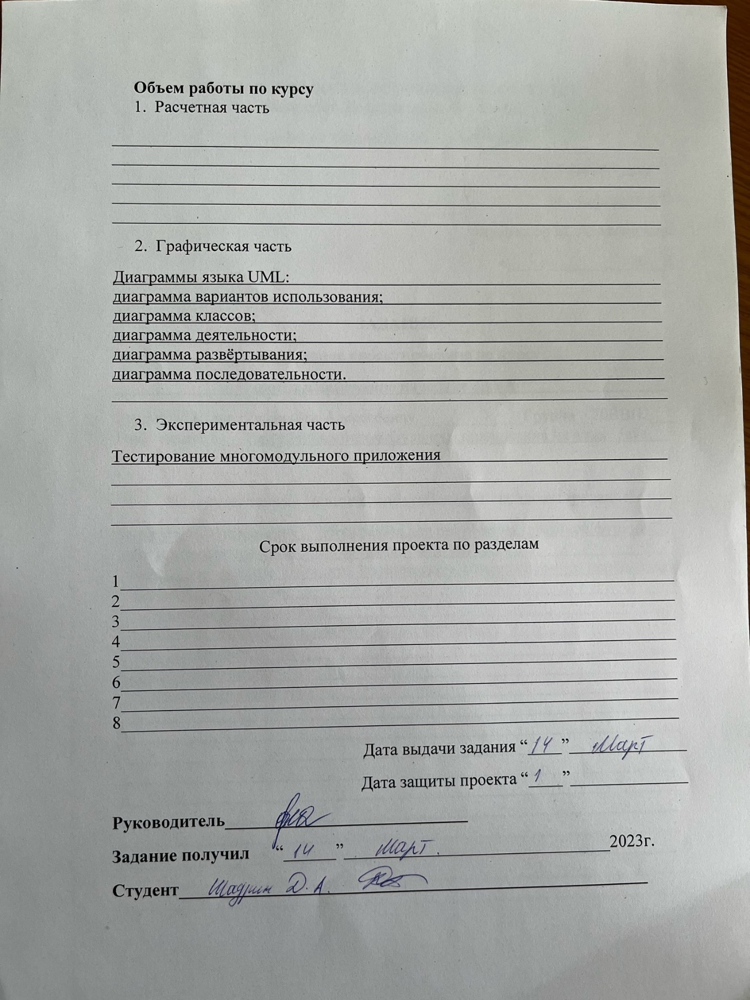 Объем работы по курсу
1. Расчетная часть
2. Графическая часть
Диаграммы языка UML:
диаграмма вариантов использования;
диаграмма классов;
диаграмма деятельности;
диаграмма развёртывания;
диаграмма последовательности.
3. Экспериментальная часть
Тестирование многомодульного приложения
Срок выполнения проекта по разделам
1
2
3
4
5
6
7
8
Дата выдачи задания “14” Март
Дата защиты проекта “1”
Руководитель
Задание получил “14” Март. 2023г.
Студент Шадрин Д. А.